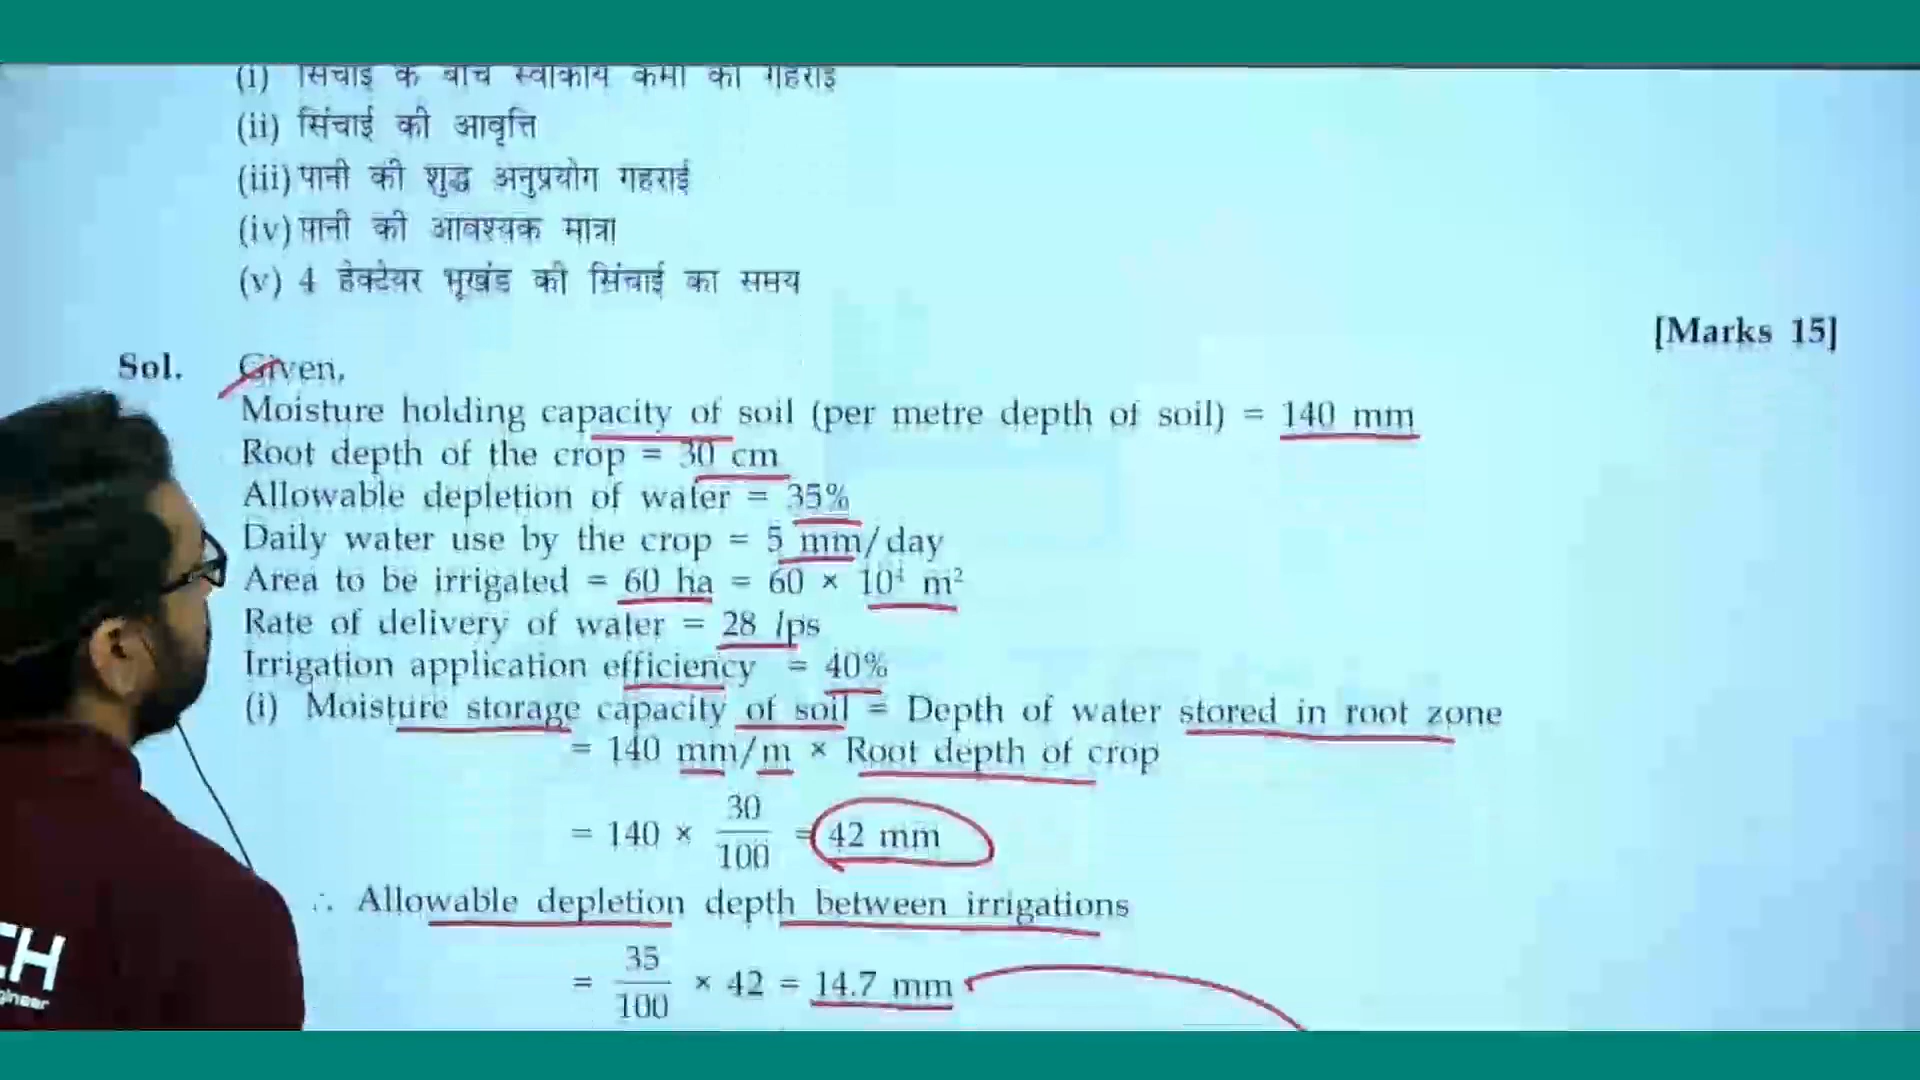 (i) सिंचाई के बीच स्वीकार्य कमी की गहराई
(ii) सिंचाई की आवृत्ति
(iii) पानी की शुद्ध अनुप्रयोग गहराई
(iv) पानी की आवश्यक मात्रा
(v) 4 हेक्टेयर भूखंड की सिंचाई का समय
[Marks 15]
Sol. Given,
Moisture holding capacity of soil (per metre depth of soil) = 140 mm
Root depth of the crop = 30 cm
Allowable depletion of water = 35%
Daily water use by the crop = 5 mm/day
Area to be irrigated = 60 ha = 60 × 10⁴ m²
Rate of delivery of water = 28 lps
Irrigation application efficiency = 40%
(i) Moisture storage capacity of soil = Depth of water stored in root zone
= 140 mm/m × Root depth of crop
= 140 × 30/100 = 42 mm
∴ Allowable depletion depth between irrigations
= 35/100 × 42 = 14.7 mm